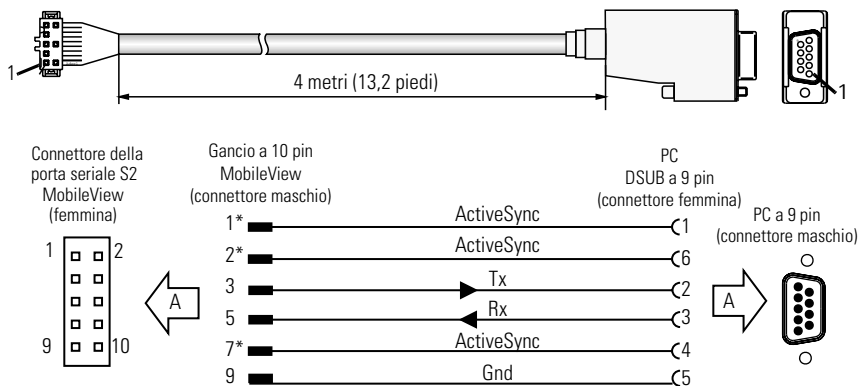 1
4 metri (13,2 piedi)
1
Connettore della
porta seriale S2
MobileView
(femmina)
Gancio a 10 pin
MobileView
(connettore maschio)
PC
DSUB a 9 pin
(connettore femmina)
PC a 9 pin
(connettore maschio)
1 2
9 10
A
1* ActiveSync 1
2* ActiveSync 6
3 Tx 2
5 Rx 3
7* ActiveSync 4
9 Gnd 5
A